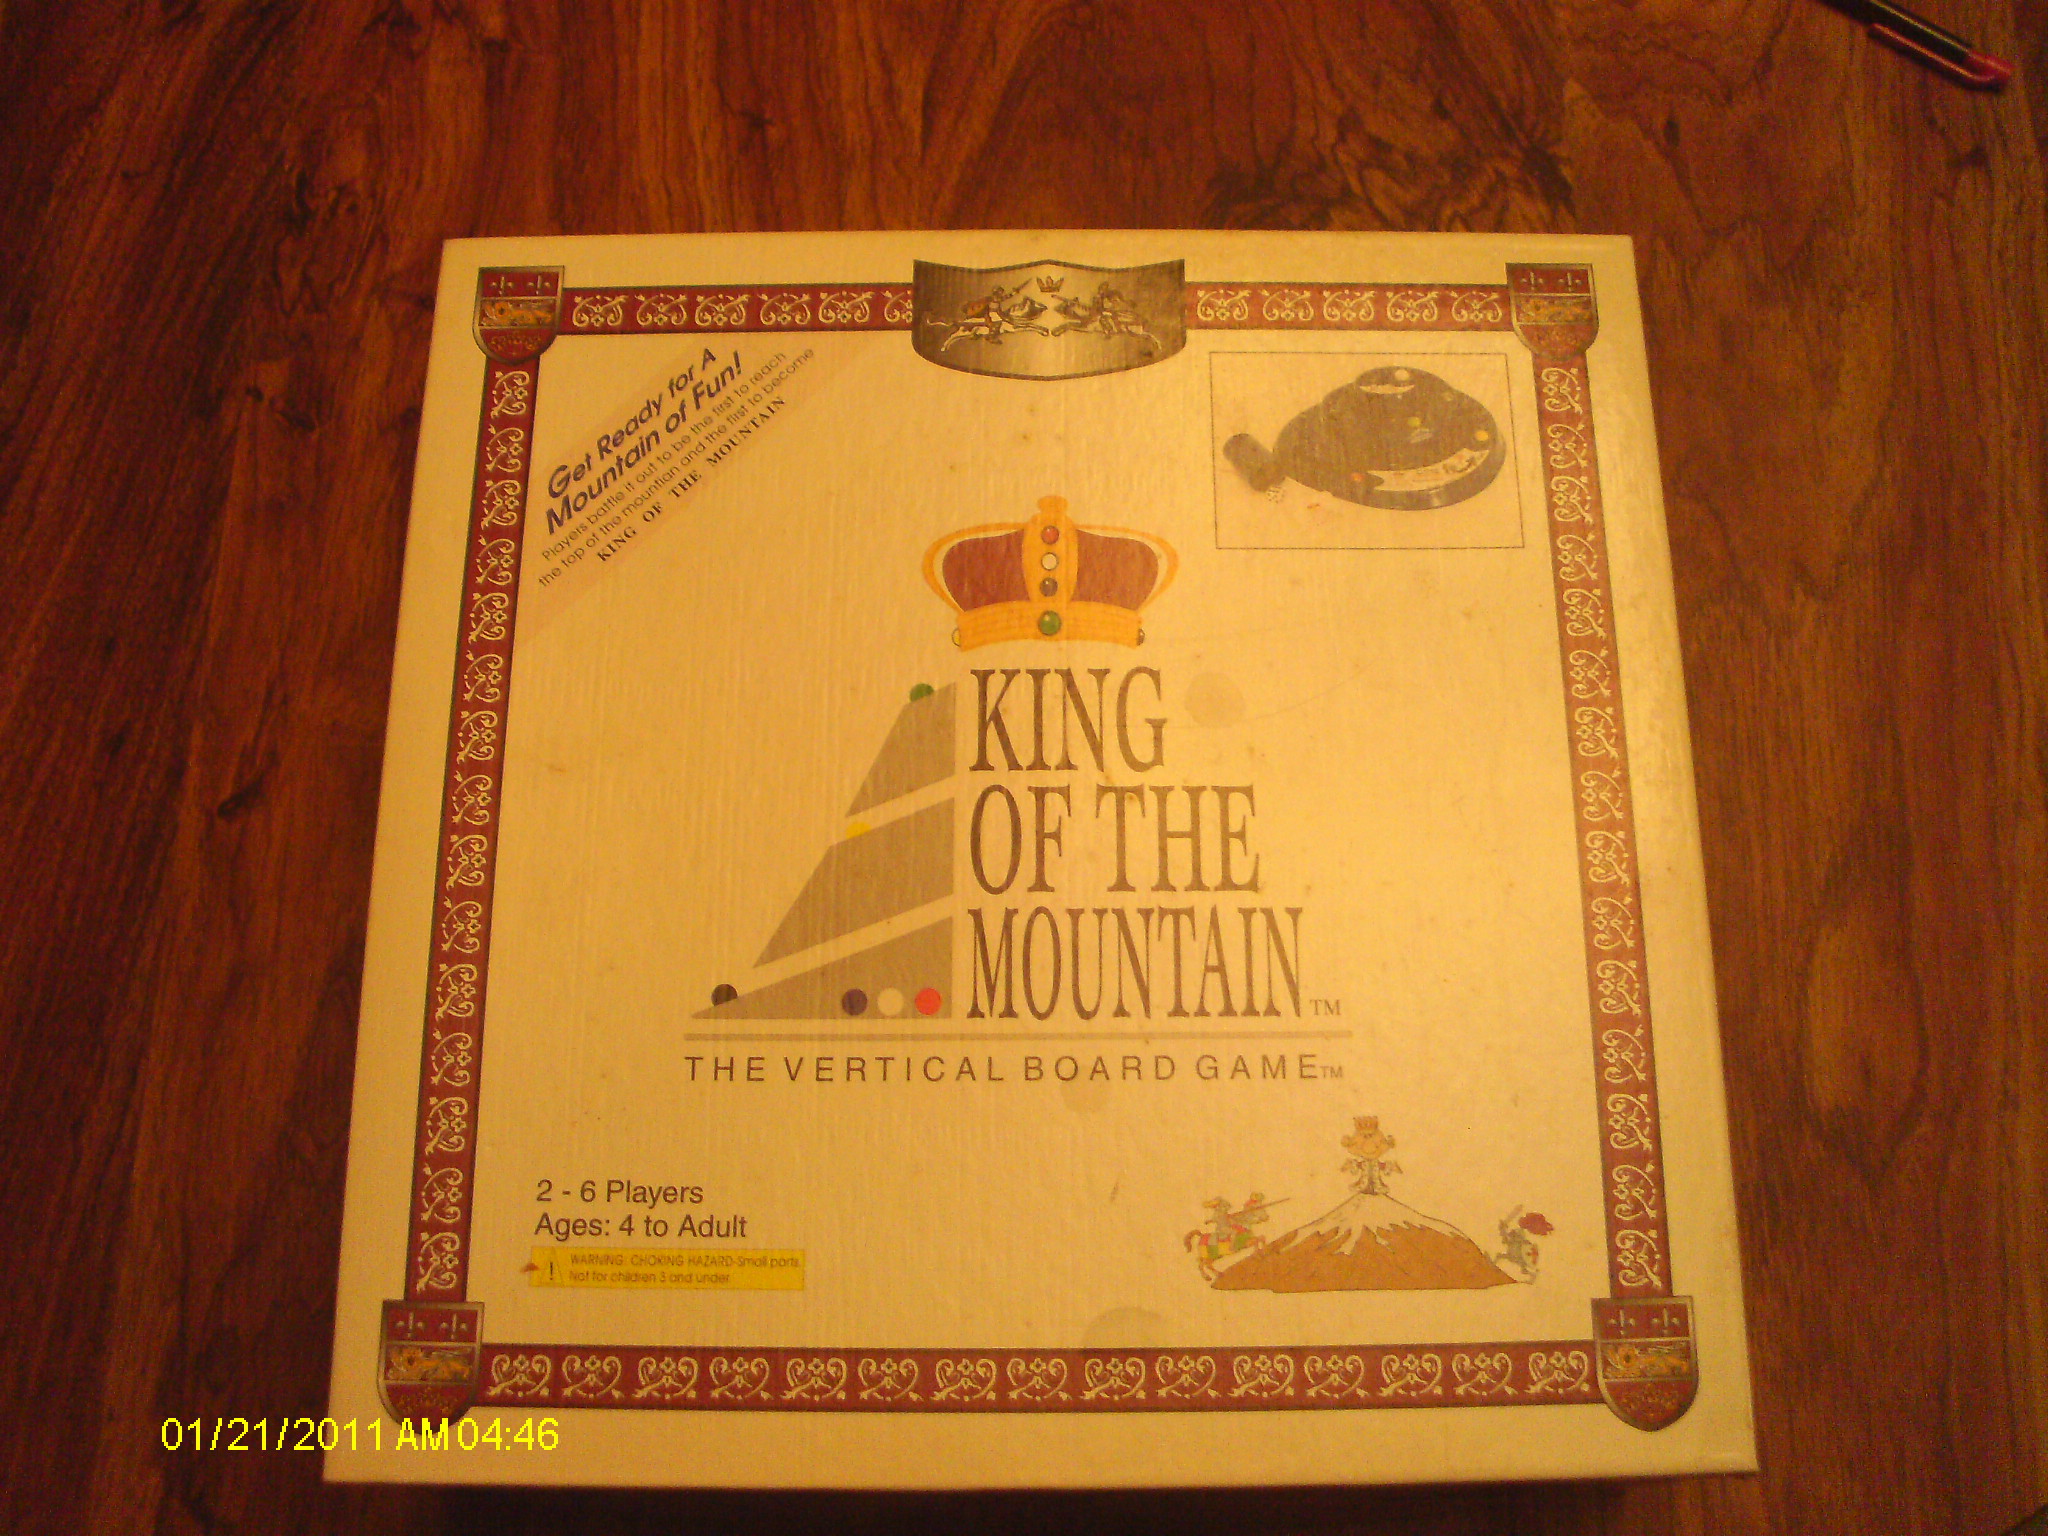 Get Ready for A
Mountain of Fun!
Players battle it out to be the first to reach
the top of the mountian and the first to become
KING OF THE MOUNTAIN
KING
OF THE
MOUNTAIN™
THE VERTICAL BOARD GAME™
2 - 6 Players
Ages: 4 to Adult
! WARNING: CHOKING HAZARD-Small parts.
Not for children 3 and under.
01/21/2011 AM 04:46